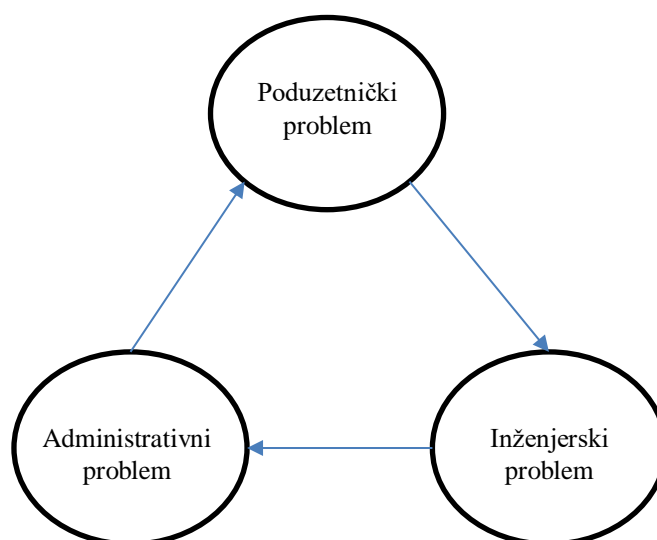 Poduzetnički
problem
Administrativni
problem
Inženjerski
problem